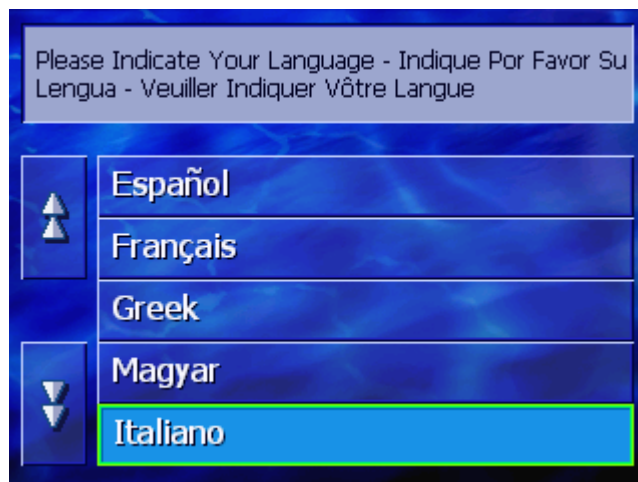 Please Indicate Your Language - Indique Por Favor Su
Lengua - Veuiller Indiquer Vôtre Langue
Español
Français
Greek
Magyar
Italiano